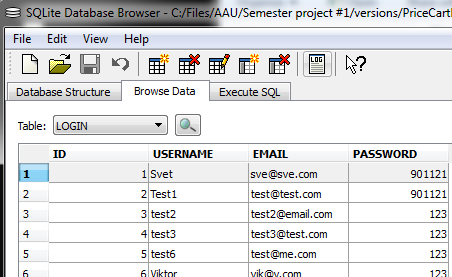 SQLite Database Browser - C:/Files/AAU/Semester project #1/versions/PriceCart
File Edit View Help
LOG
Database Structure Browse Data Execute SQL
Table: LOGIN
ID USERNAME EMAIL PASSWORD
1 1 Svet sve@sve.com 901121
2 2 Test1 test@test.com 901121
3 3 test2 test2@email.com 123
4 4 test3 test3@test.com 123
5 5 test6 test@me.com 123
6 6 Viktor vik@v.com 123